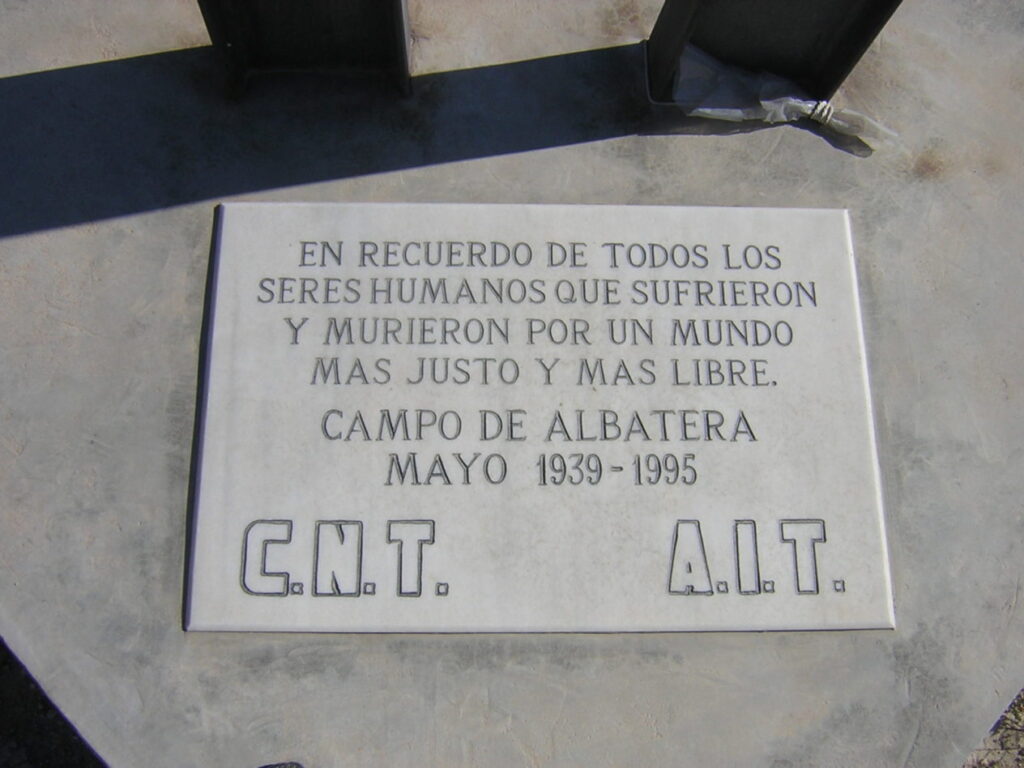 EN RECUERDO DE TODOS LOS
SERES HUMANOS QUE SUFRIERON
Y MURIERON POR UN MUNDO
MAS JUSTO Y MAS LIBRE.
CAMPO DE ALBATERA
MAYO 1939-1995
C.N.T. A.I.T.